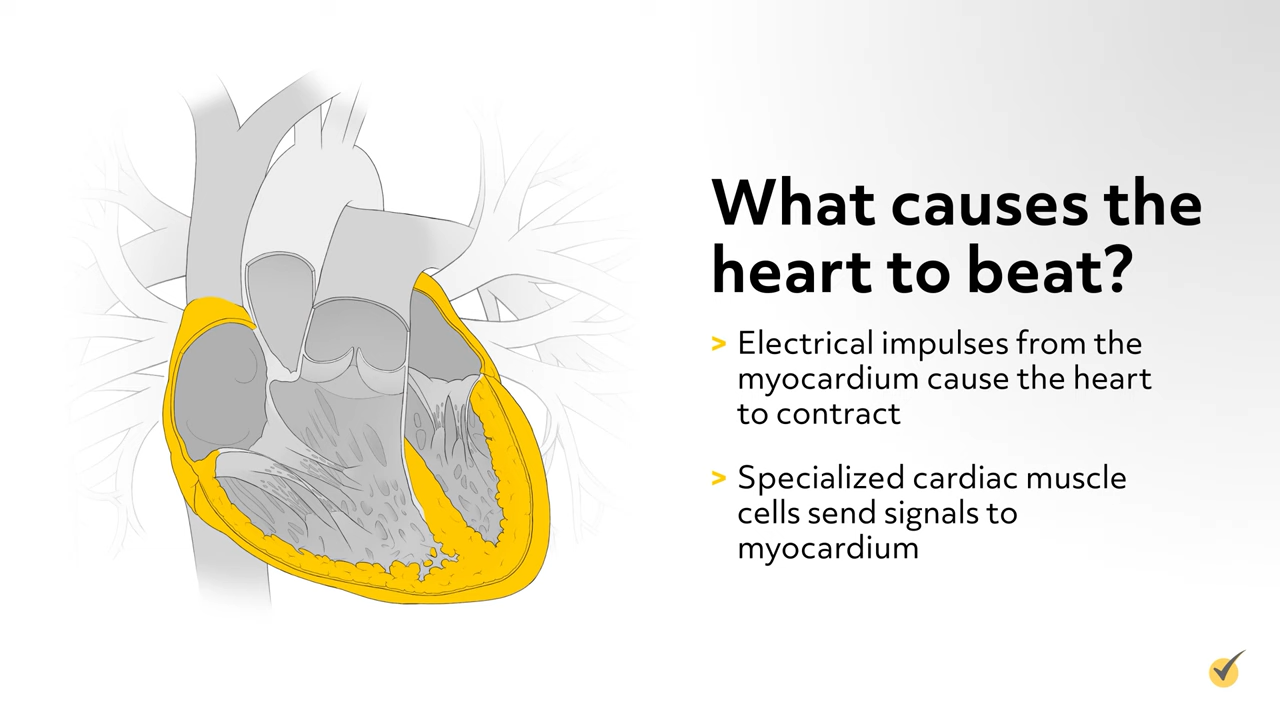 What causes the
heart to beat?
> Electrical impulses from the
myocardium cause the heart
to contract
> Specialized cardiac muscle
cells send signals to
myocardium